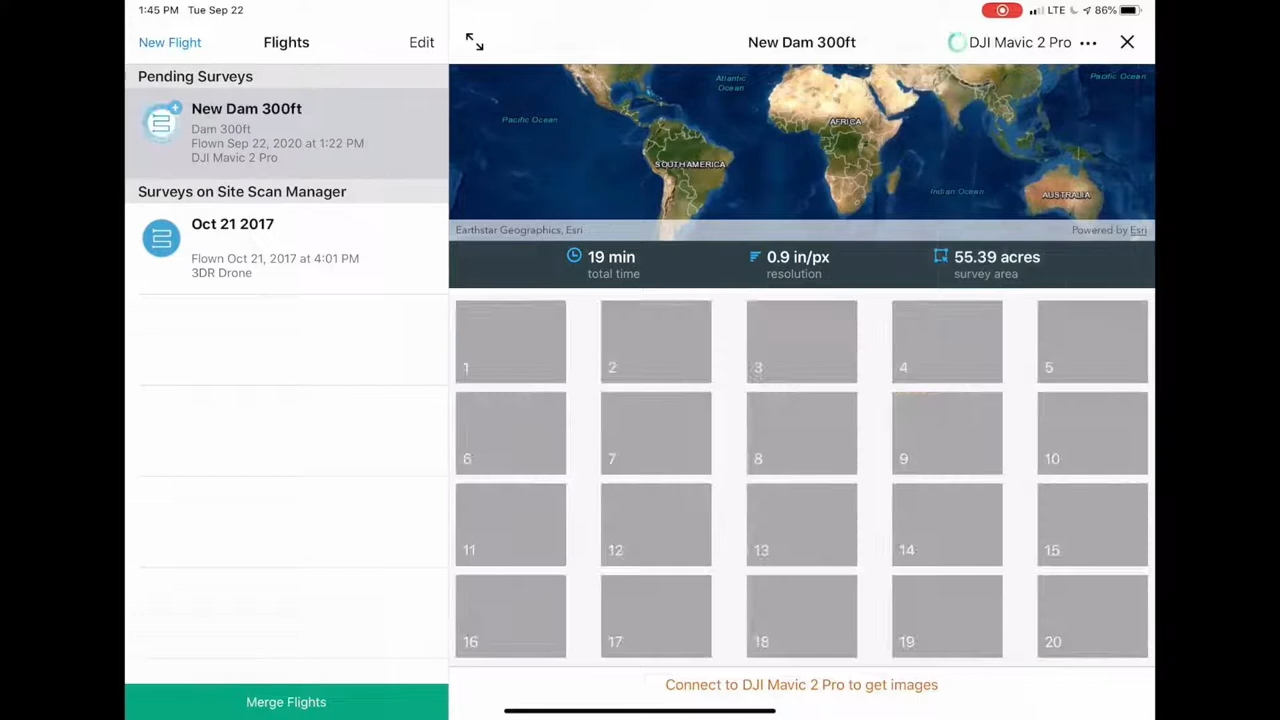 1:45 PM Tue Sep 22
LTE 86%
New Flight Flights Edit
New Dam 300ft DJI Mavic 2 Pro
Pending Surveys
New Dam 300ft
Dam 300ft
Flown Sep 22, 2020 at 1:22 PM
DJI Mavic 2 Pro
Surveys on Site Scan Manager
Oct 21 2017
Flown Oct 21, 2017 at 4:01 PM
3DR Drone
Merge Flights
Atlantic
Ocean
Pacific Ocean
Pacific Ocean
AFRICA
SOUTH AMERICA
Indian Ocean
AUSTRALIA
Earthstar Geographics, Esri Powered by Esri
19 min 0.9 in/px 55.39 acres
total time resolution survey area
1 2 3 4 5
6 7 8 9 10
11 12 13 14 15
16 17 18 19 20
Connect to DJI Mavic 2 Pro to get images